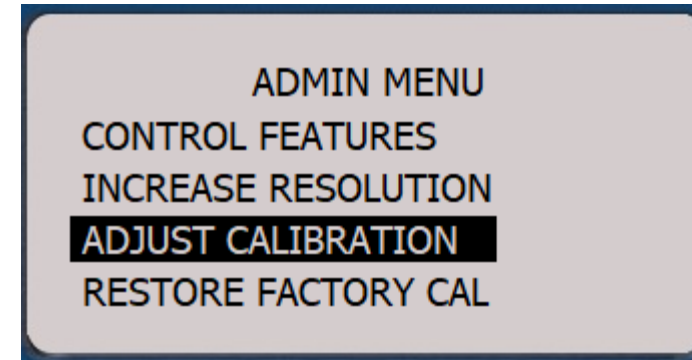 ADMIN MENU
CONTROL FEATURES
INCREASE RESOLUTION
ADJUST CALIBRATION
RESTORE FACTORY CAL